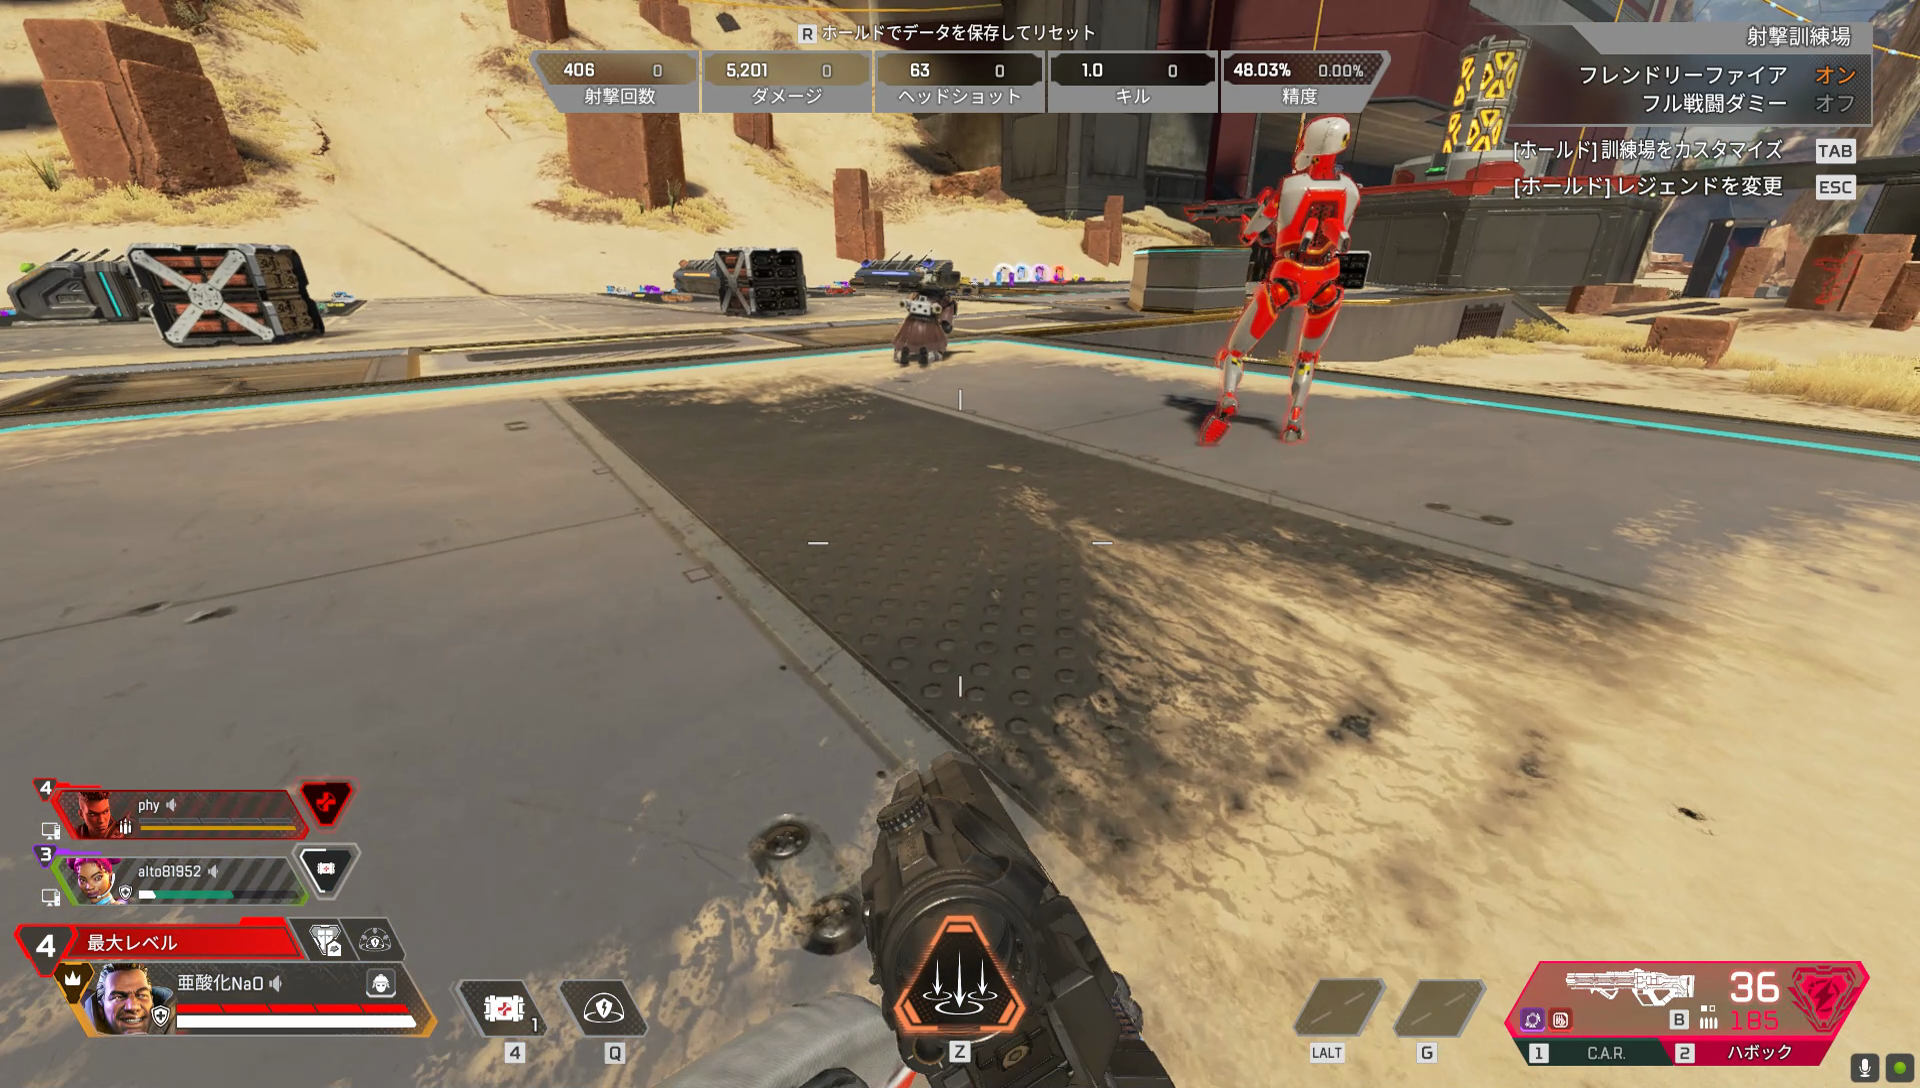 R ホールドでデータを保存してリセット
406 0
射撃回数
5,201 0
ダメージ
63 0
ヘッドショット
1.0 0
キル
48.03% 0.00%
精度
射撃訓練場
フレンドリーファイア オン
フル戦闘ダミー オフ
[ホールド]訓練場をカスタマイズ TAB
[ホールド]レジェンドを変更 ESC
4
phy
3
alto81952
4 最大レベル
亜酸化NaO
1
4
Q
Z
LALT
G
36
B 185
1 C.A.R. 2 ハボック